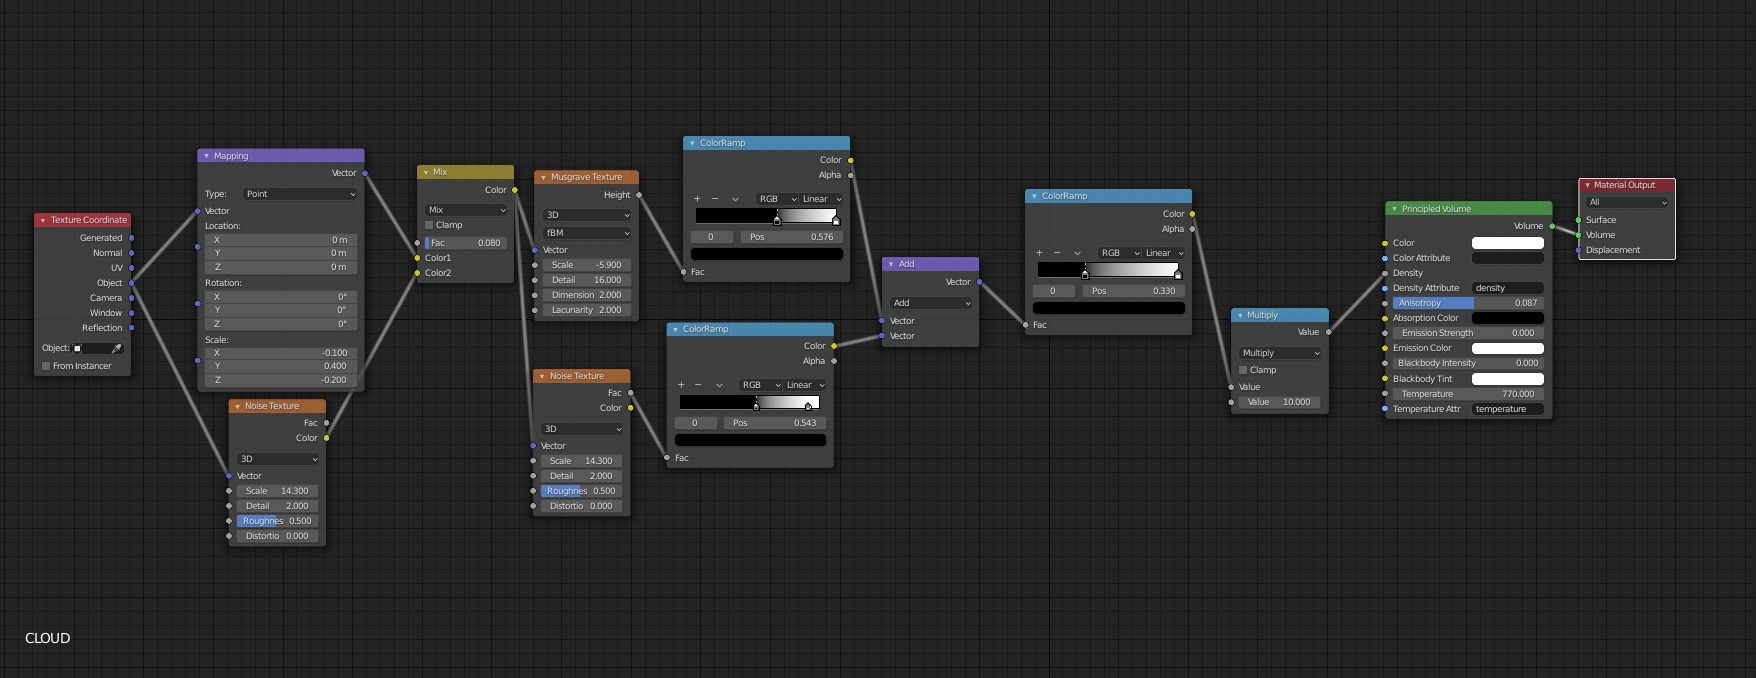 Texture Coordinate
Generated
Normal
UV
Object
Camera
Window
Reflection
Object:
From Instancer
Mapping
Vector
Type: Point
Vector
Location:
X 0 m
Y 0 m
Z 0 m
Rotation:
X 0°
Y 0°
Z 0°
Scale:
X -0.100
Y 0.400
Z -0.200
Noise Texture
Fac
Color
3D
Vector
Scale 14.300
Detail 2.000
Roughnes 0.500
Distortio 0.000
Mix
Color
Mix
Clamp
Fac 0.080
Color1
Color2
Musgrave Texture
Height
3D
fBM
Vector
Scale -5.900
Detail 16.000
Dimension 2.000
Lacunarity 2.000
Noise Texture
Fac
Color
3D
Vector
Scale 14.300
Detail 2.000
Roughnes 0.500
Distortio 0.000
ColorRamp
Color
Alpha
+ − RGB Linear
0 Pos 0.576
Fac
ColorRamp
Color
Alpha
+ − RGB Linear
0 Pos 0.543
Fac
Add
Vector
Add
Vector
Vector
ColorRamp
Color
Alpha
+ − RGB Linear
0 Pos 0.330
Fac
Multiply
Value
Multiply
Clamp
Value
Value 10.000
Principled Volume
Volume
Color
Color Attribute
Density
Density Attribute density
Anisotropy 0.087
Absorption Color
Emission Strength 0.000
Emission Color
Blackbody Intensity 0.000
Blackbody Tint
Temperature 770.000
Temperature Attr temperature
Material Output
All
Surface
Volume
Displacement
CLOUD